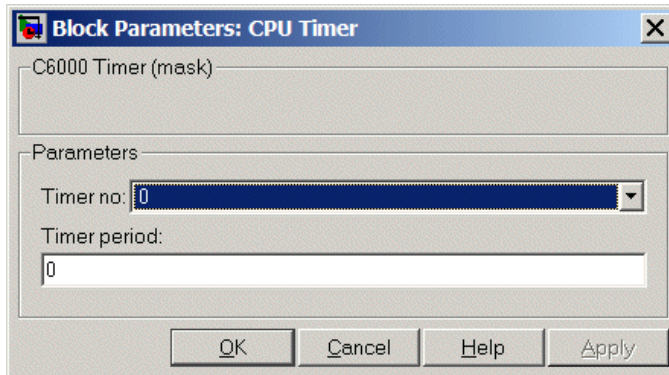 Block Parameters: CPU Timer
C6000 Timer (mask)
Parameters
Timer no: 0
Timer period:
0
OK Cancel Help Apply